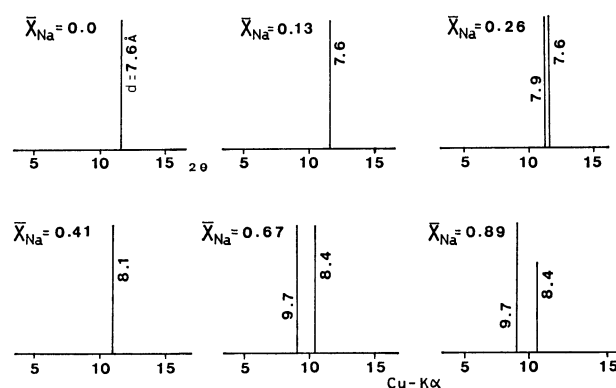 X̄Na=0.0
d=7.6Å
5 10 15 2θ
X̄Na=0.13
7.6
5 10 15
X̄Na=0.26
7.9 7.6
5 10 15
X̄Na=0.41
8.1
5 10 15
X̄Na=0.67
9.7 8.4
5 10 15
X̄Na=0.89
9.7 8.4
5 10 15
Cu-Kα